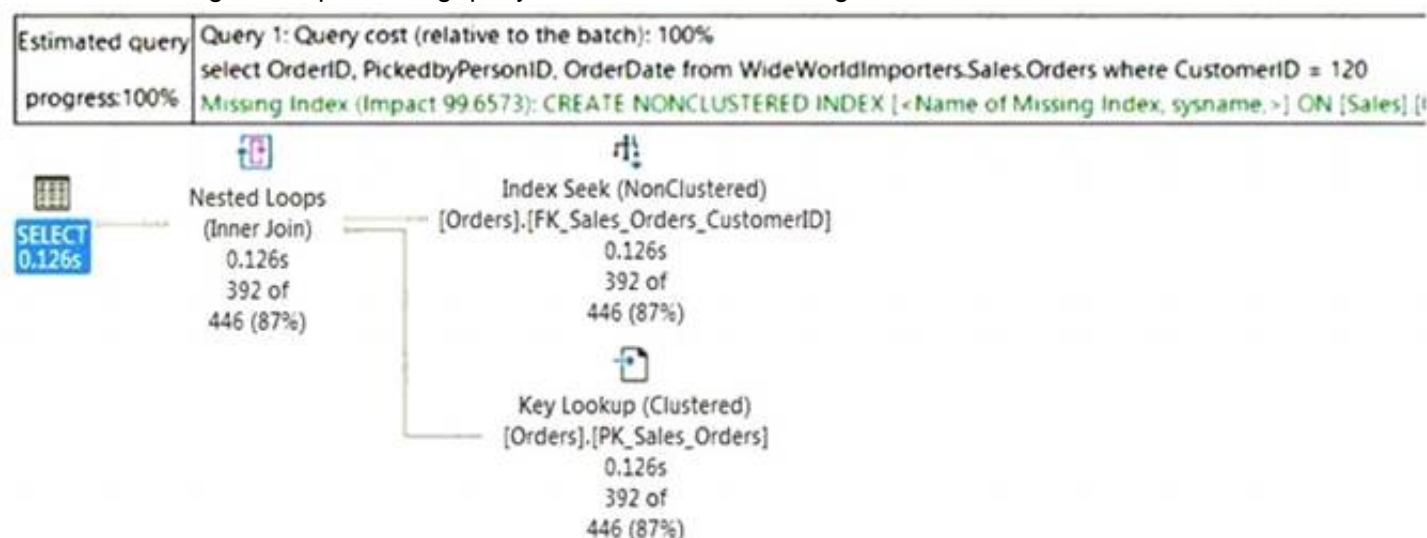 Estimated query
progress:100%
Query 1: Query cost (relative to the batch): 100%
select OrderID, PickedbyPersonID, OrderDate from WideWorldImporters.Sales.Orders where CustomerID = 120
Missing Index (Impact 99.6573): CREATE NONCLUSTERED INDEX [<Name of Missing Index, sysname,>] ON [Sales].[
SELECT
0.126s
Nested Loops
(Inner Join)
0.126s
392 of
446 (87%)
Index Seek (NonClustered)
[Orders].[FK_Sales_Orders_CustomerID]
0.126s
392 of
446 (87%)
Key Lookup (Clustered)
[Orders].[PK_Sales_Orders]
0.126s
392 of
446 (87%)